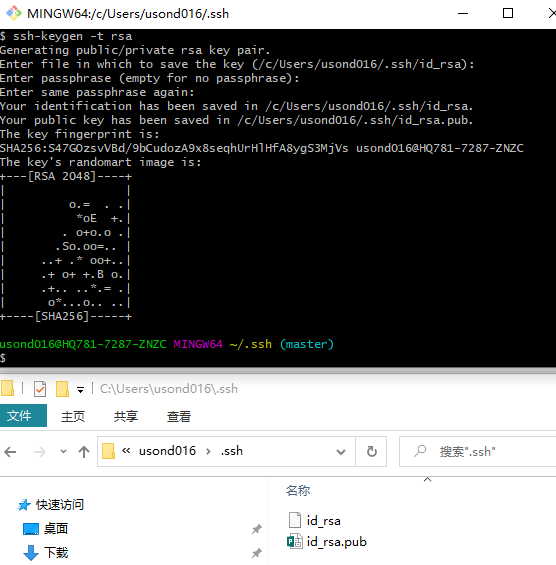 MINGW64:/c/Users/usond016/.ssh
$ ssh-keygen -t rsa
Generating public/private rsa key pair.
Enter file in which to save the key (/c/Users/usond016/.ssh/id_rsa):
Enter passphrase (empty for no passphrase):
Enter same passphrase again:
Your identification has been saved in /c/Users/usond016/.ssh/id_rsa.
Your public key has been saved in /c/Users/usond016/.ssh/id_rsa.pub.
The key fingerprint is:
SHA256:S47GOzsvVBd/9bCudozA9x8seqhUrHlHfA8ygS3MjVs usond016@HQ781-7287-ZNZC
The key's randomart image is:
+---[RSA 2048]----+
|                 |
|         o.=  . .|
|          *oE  +.|
|        . o+o.o .|
|       .So.oo=.. |
|     ..+ .* oo+..|
|     .+ o+ +.B o.|
|     .+.. ..*.= .|
|      o*...o.. ..|
+----[SHA256]-----+
usond016@HQ781-7287-ZNZC MINGW64 ~/.ssh (master)
$
C:\Users\usond016\.ssh
文件 主页 共享 查看
« usond016 › .ssh 搜索".ssh"
名称
快速访问
id_rsa
桌面
id_rsa.pub
下载